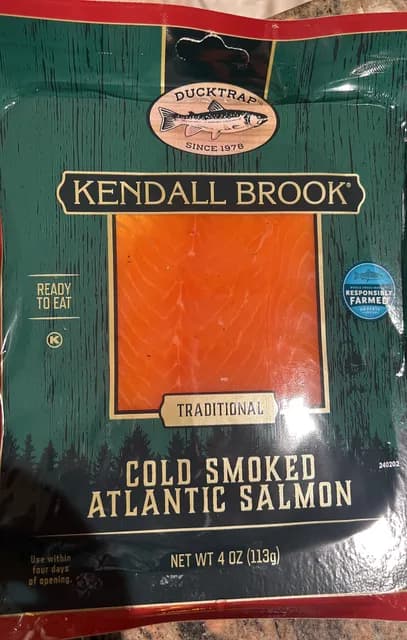 DUCKTRAP
SINCE 1978
KENDALL BROOK®
READY
TO EAT
K
RESPONSIBLY
FARMED
TRADITIONAL
240202
COLD SMOKED
ATLANTIC SALMON
Use within
four days
of opening.
NET WT 4 OZ (113g)